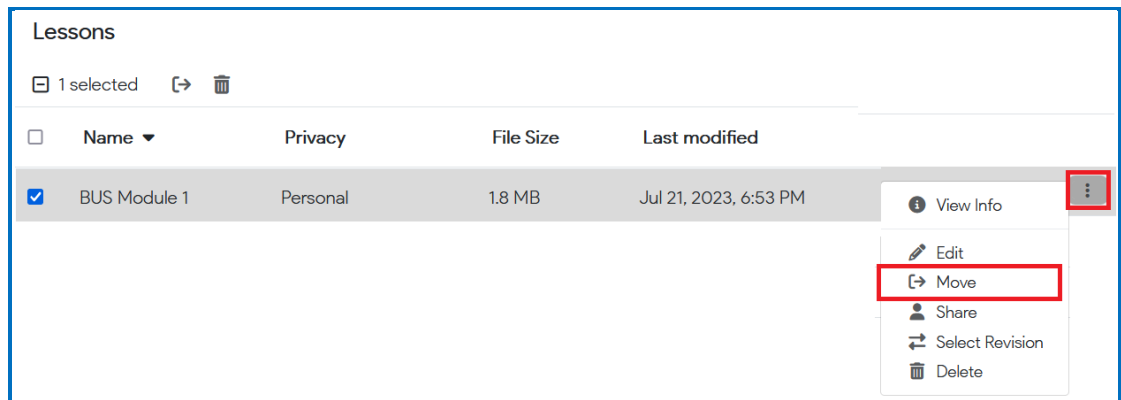 Lessons
1 selected
Name Privacy File Size Last modified
BUS Module 1 Personal 1.8 MB Jul 21, 2023, 6:53 PM
View Info
Edit
Move
Share
Select Revision
Delete